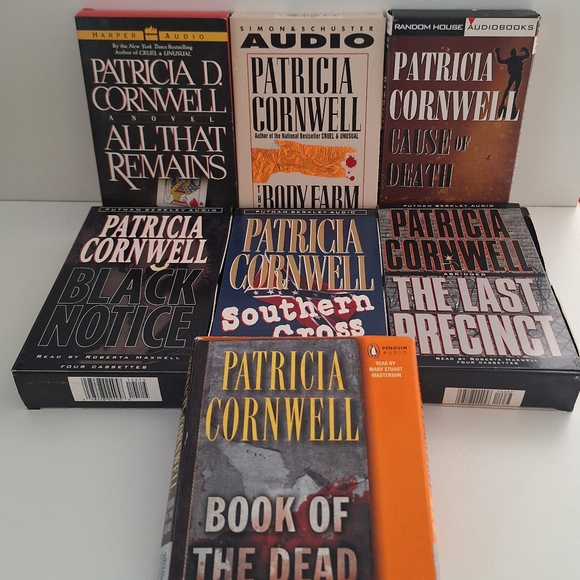 HARPER AUDIO
By the New York Times Bestselling
Author of CRUEL & UNUSUAL
PATRICIA D.
CORNWELL
A NOVEL
ALL THAT
REMAINS
SIMON & SCHUSTER
AUDIO
PATRICIA
CORNWELL
Author of the National Bestseller CRUEL & UNUSUAL
THE BODY FARM
RANDOM HOUSE AUDIOBOOKS
PATRICIA
CORNWELL
CAUSE OF
DEATH
PUTNAM BERKLEY AUDIO
PATRICIA
CORNWELL
BLACK
NOTICE
READ BY ROBERTA MAXWELL
FOUR CASSETTES
PUTNAM BERKLEY AUDIO
PATRICIA
CORNWELL
Southern
Cross
PUTNAM BERKLEY AUDIO
PATRICIA
CORNWELL
ABRIDGED
THE LAST
PRECINCT
READ BY ROBERTA MAXWELL
FOUR CASSETTES
PENGUIN
AUDIO
READ BY
MARY STUART
MASTERSON
PATRICIA
CORNWELL
BOOK OF
THE DEAD